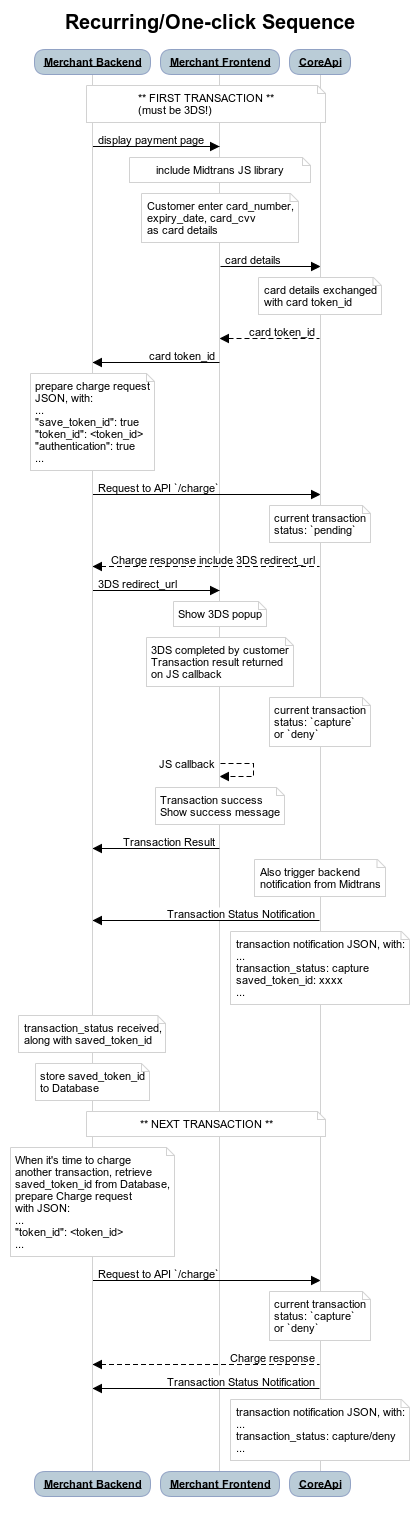 Recurring/One-click Sequence
Merchant Backend
Merchant Frontend
CoreApi
** FIRST TRANSACTION **
(must be 3DS!)
display payment page
include Midtrans JS library
Customer enter card_number,
expiry_date, card_cvv
as card details
card details
card details exchanged
with card token_id
card token_id
card token_id
prepare charge request
JSON, with:
...
"save_token_id": true
"token_id": <token_id>
"authentication": true
...
Request to API `/charge`
current transaction
status: `pending`
Charge response include 3DS redirect_url
3DS redirect_url
Show 3DS popup
3DS completed by customer
Transaction result returned
on JS callback
current transaction
status: `capture`
or `deny`
JS callback
Transaction success
Show success message
Transaction Result
Also trigger backend
notification from Midtrans
Transaction Status Notification
transaction notification JSON, with:
...
transaction_status: capture
saved_token_id: xxxx
...
transaction_status received,
along with saved_token_id
store saved_token_id
to Database
** NEXT TRANSACTION **
When it's time to charge
another transaction, retrieve
saved_token_id from Database,
prepare Charge request
with JSON:
...
"token_id": <token_id>
...
Request to API `/charge`
current transaction
status: `capture`
or `deny`
Charge response
Transaction Status Notification
transaction notification JSON, with:
...
transaction_status: capture/deny
...
Merchant Backend
Merchant Frontend
CoreApi